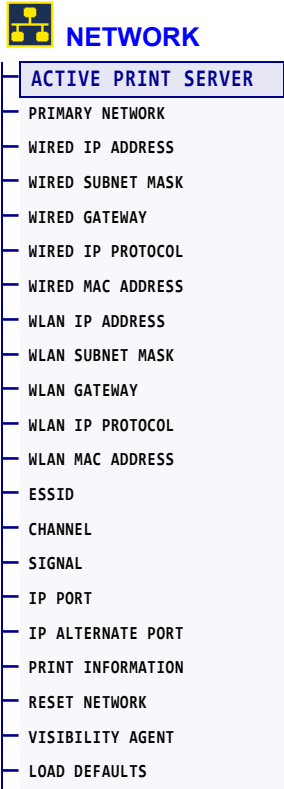 NETWORK
ACTIVE PRINT SERVER
PRIMARY NETWORK
WIRED IP ADDRESS
WIRED SUBNET MASK
WIRED GATEWAY
WIRED IP PROTOCOL
WIRED MAC ADDRESS
WLAN IP ADDRESS
WLAN SUBNET MASK
WLAN GATEWAY
WLAN IP PROTOCOL
WLAN MAC ADDRESS
ESSID
CHANNEL
SIGNAL
IP PORT
IP ALTERNATE PORT
PRINT INFORMATION
RESET NETWORK
VISIBILITY AGENT
LOAD DEFAULTS